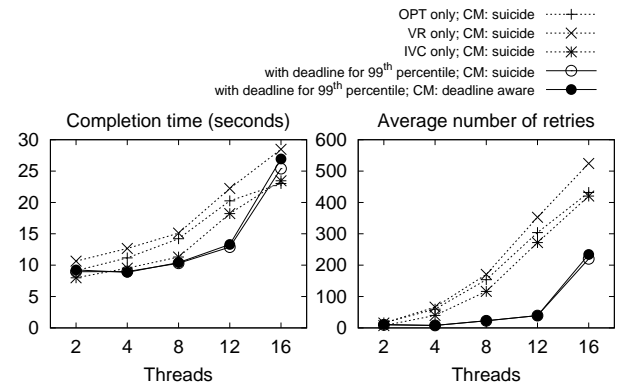 OPT only; CM: suicide
VR only; CM: suicide
IVC only; CM: suicide
with deadline for 99th percentile; CM: suicide
with deadline for 99th percentile; CM: deadline aware
Completion time (seconds)
30
25
20
15
10
5
0
2 4 8 12 16
Threads
Average number of retries
600
500
400
300
200
100
0
2 4 8 12 16
Threads